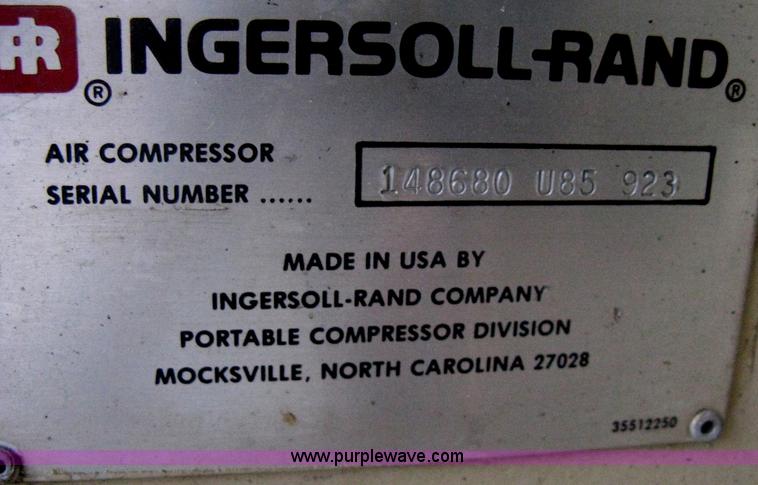 IR INGERSOLL-RAND®
®
AIR COMPRESSOR
SERIAL NUMBER ...... 148680 U85 923
MADE IN USA BY
INGERSOLL-RAND COMPANY
PORTABLE COMPRESSOR DIVISION
MOCKSVILLE, NORTH CAROLINA 27028
35512250
www.purplewave.com